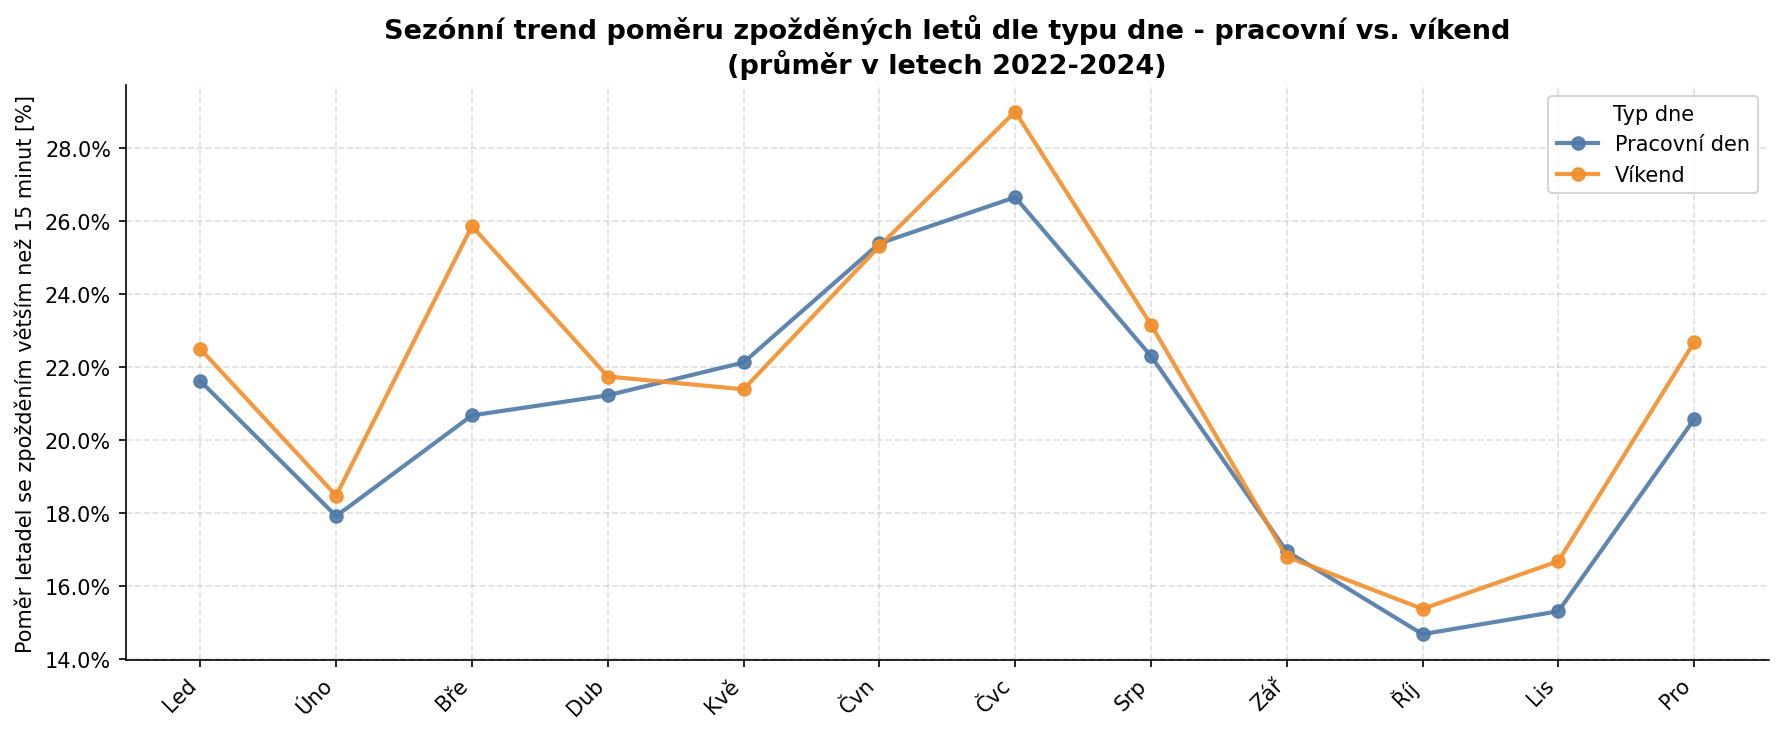 Sezónní trend poměru zpožděných letů dle typu dne - pracovní vs. víkend
(průměr v letech 2022-2024)
Poměr letadel se zpožděním větším než 15 minut [%]
28.0%
26.0%
24.0%
22.0%
20.0%
18.0%
16.0%
14.0%
Typ dne
Pracovní den
Víkend
Led
Úno
Bře
Dub
Kvě
Čvn
Čvc
Srp
Zář
Říj
Lis
Pro